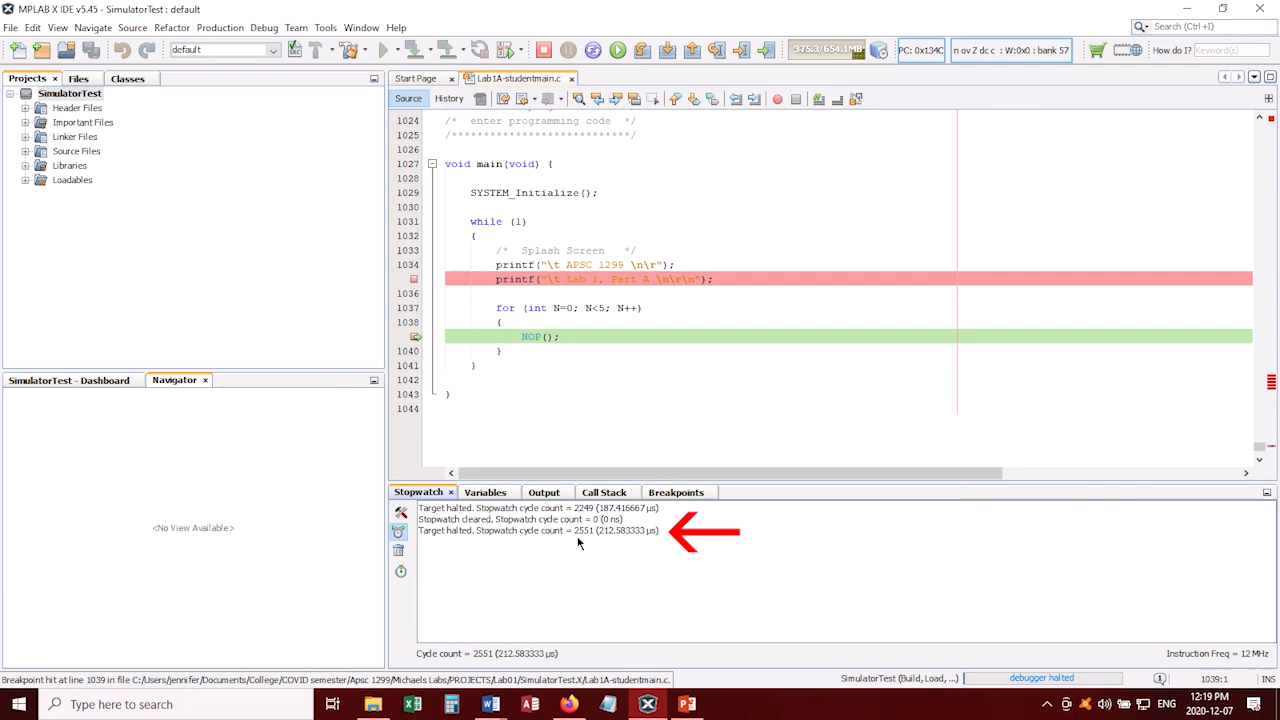 MPLAB X IDE v5.45 - SimulatorTest : default
File Edit View Navigate Source Refactor Production Debug Team Tools Window Help
Search (Ctrl+I)
default
375.3/654.1MB
PC: 0x134C
n ov Z dc c : W:0x0 : bank 57
How do I?
Keyword(s)
Projects Files Classes
Start Page Lab1A-studentmain.c
SimulatorTest
Header Files
Important Files
Linker Files
Source Files
Libraries
Loadables
Source History
1024 /* enter programming code */
1025 /****************************/
1026
1027 void main(void) {
1028
1029 SYSTEM_Initialize();
1030
1031 while (1)
1032 {
1033 /* Splash Screen */
1034 printf("\t APSC 1299 \n\r");
printf("\t Lab 1, Part A \n\r\n");
1036
1037 for (int N=0; N<5; N++)
1038 {
NOP();
1040 }
1041 }
1042
1043 }
1044
SimulatorTest - Dashboard Navigator
<No View Available>
Stopwatch Variables Output Call Stack Breakpoints
Target halted. Stopwatch cycle count = 2249 (187.416667 µs)
Stopwatch cleared. Stopwatch cycle count = 0 (0 ns)
Target halted. Stopwatch cycle count = 2551 (212.583333 µs)
Cycle count = 2551 (212.583333 µs)
Instruction Freq = 12 MHz
Breakpoint hit at line 1039 in file C:/Users/jennifer/Documents/College/COVID semester/Apsc 1299/Michaels Labs/PROJECTS/Lab01/SimulatorTest.X/Lab1A-studentmain.c.
SimulatorTest (Build, Load, ...)
debugger halted
1
1039:1
INS
Type here to search
ENG
12:19 PM
2020-12-07